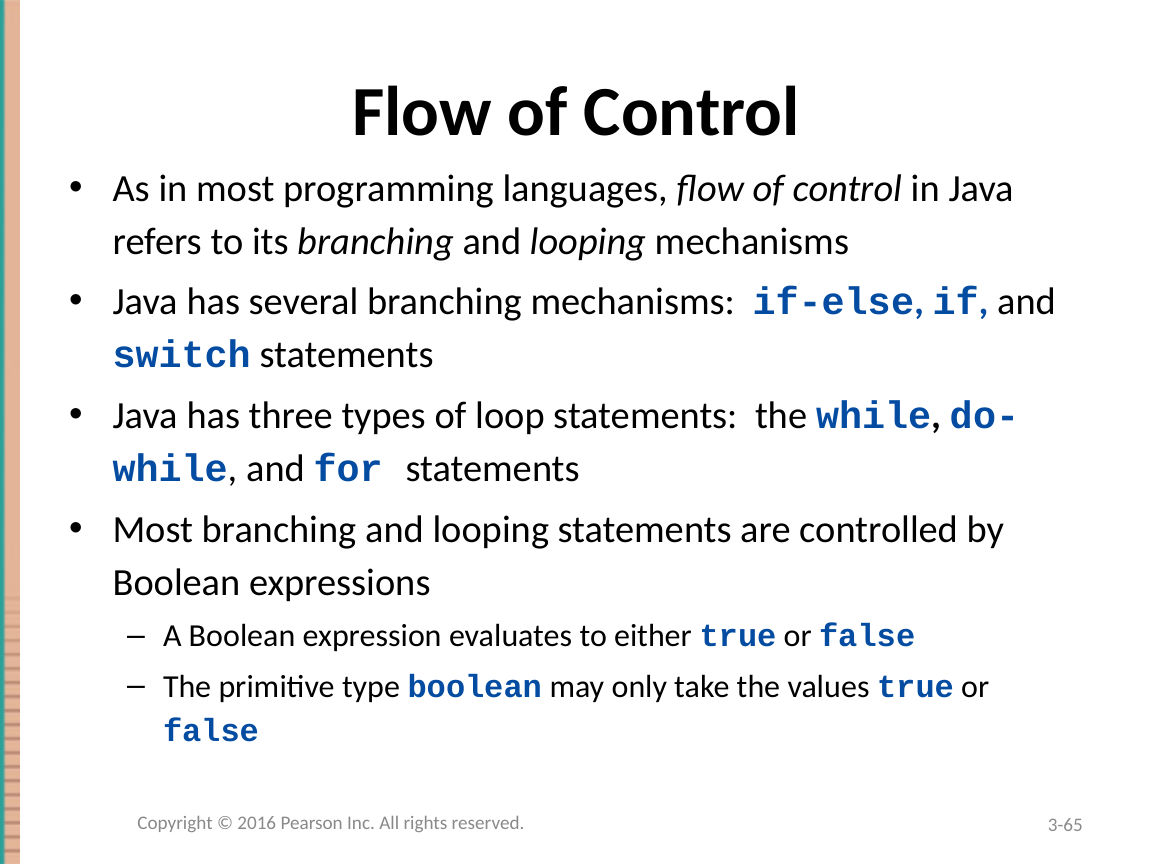 Flow of Control
• As in most programming languages, flow of control in Java
refers to its branching and looping mechanisms
• Java has several branching mechanisms: if-else, if, and
switch statements
• Java has three types of loop statements: the while, do-
while, and for statements
• Most branching and looping statements are controlled by
Boolean expressions
– A Boolean expression evaluates to either true or false
– The primitive type boolean may only take the values true or
false
Copyright © 2016 Pearson Inc. All rights reserved.
3-65